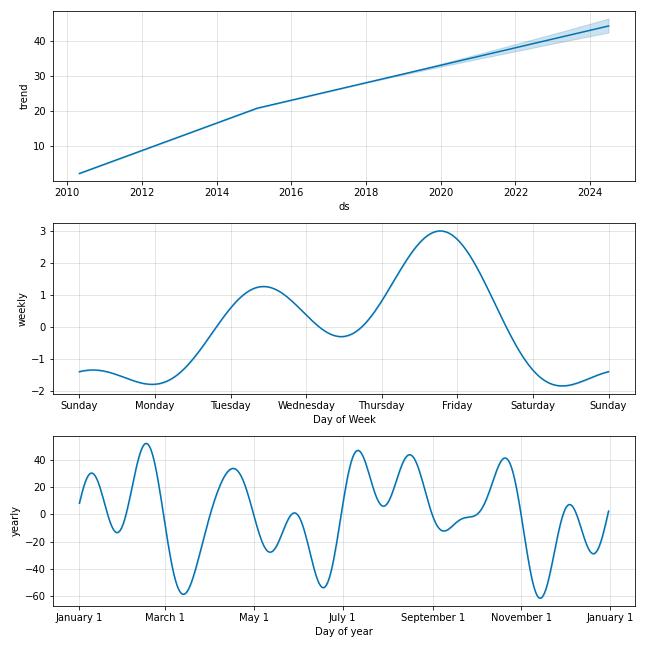 40
30
20
10
trend
2010 2012 2014 2016 2018 2020 2022 2024
ds
3
2
1
0
−1
−2
weekly
Sunday Monday Tuesday Wednesday Thursday Friday Saturday Sunday
Day of Week
40
20
0
−20
−40
−60
yearly
January 1 March 1 May 1 July 1 September 1 November 1 January 1
Day of year